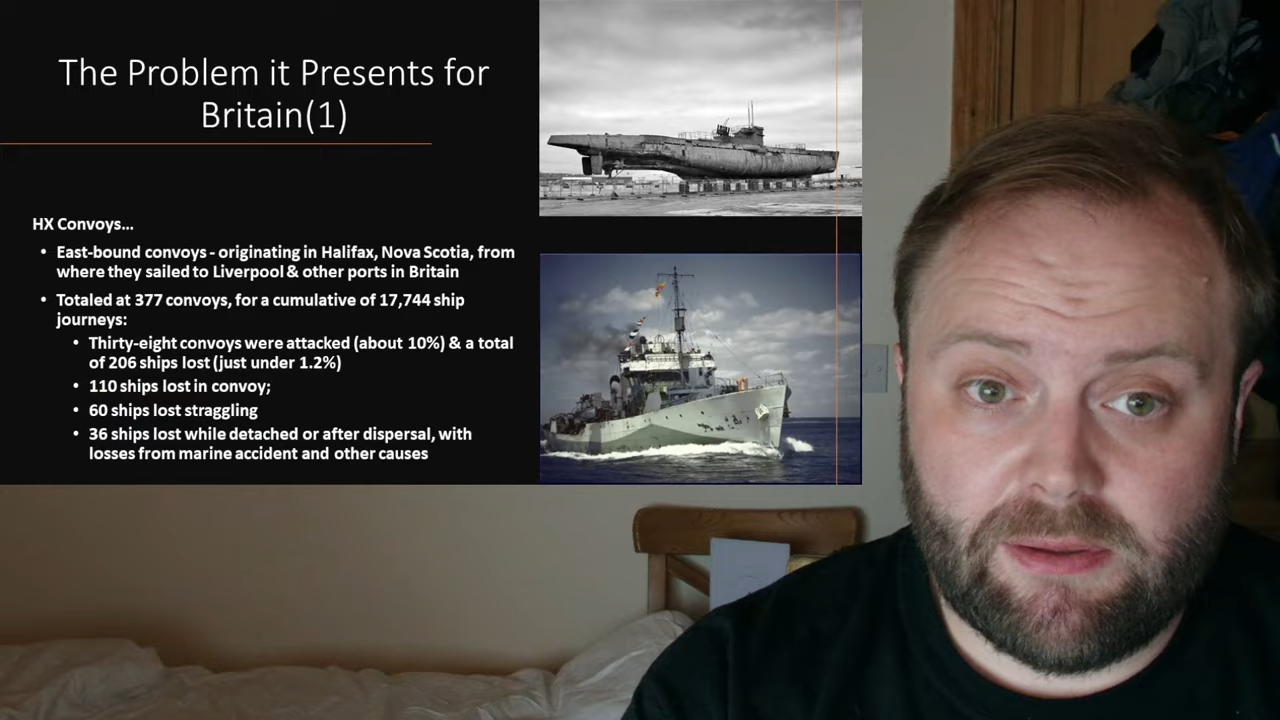 The Problem it Presents for
Britain(1)
HX Convoys...
• East-bound convoys - originating in Halifax, Nova Scotia, from
where they sailed to Liverpool & other ports in Britain
• Totaled at 377 convoys, for a cumulative of 17,744 ship
journeys:
• Thirty-eight convoys were attacked (about 10%) & a total
of 206 ships lost (just under 1.2%)
• 110 ships lost in convoy;
• 60 ships lost straggling
• 36 ships lost while detached or after dispersal, with
losses from marine accident and other causes